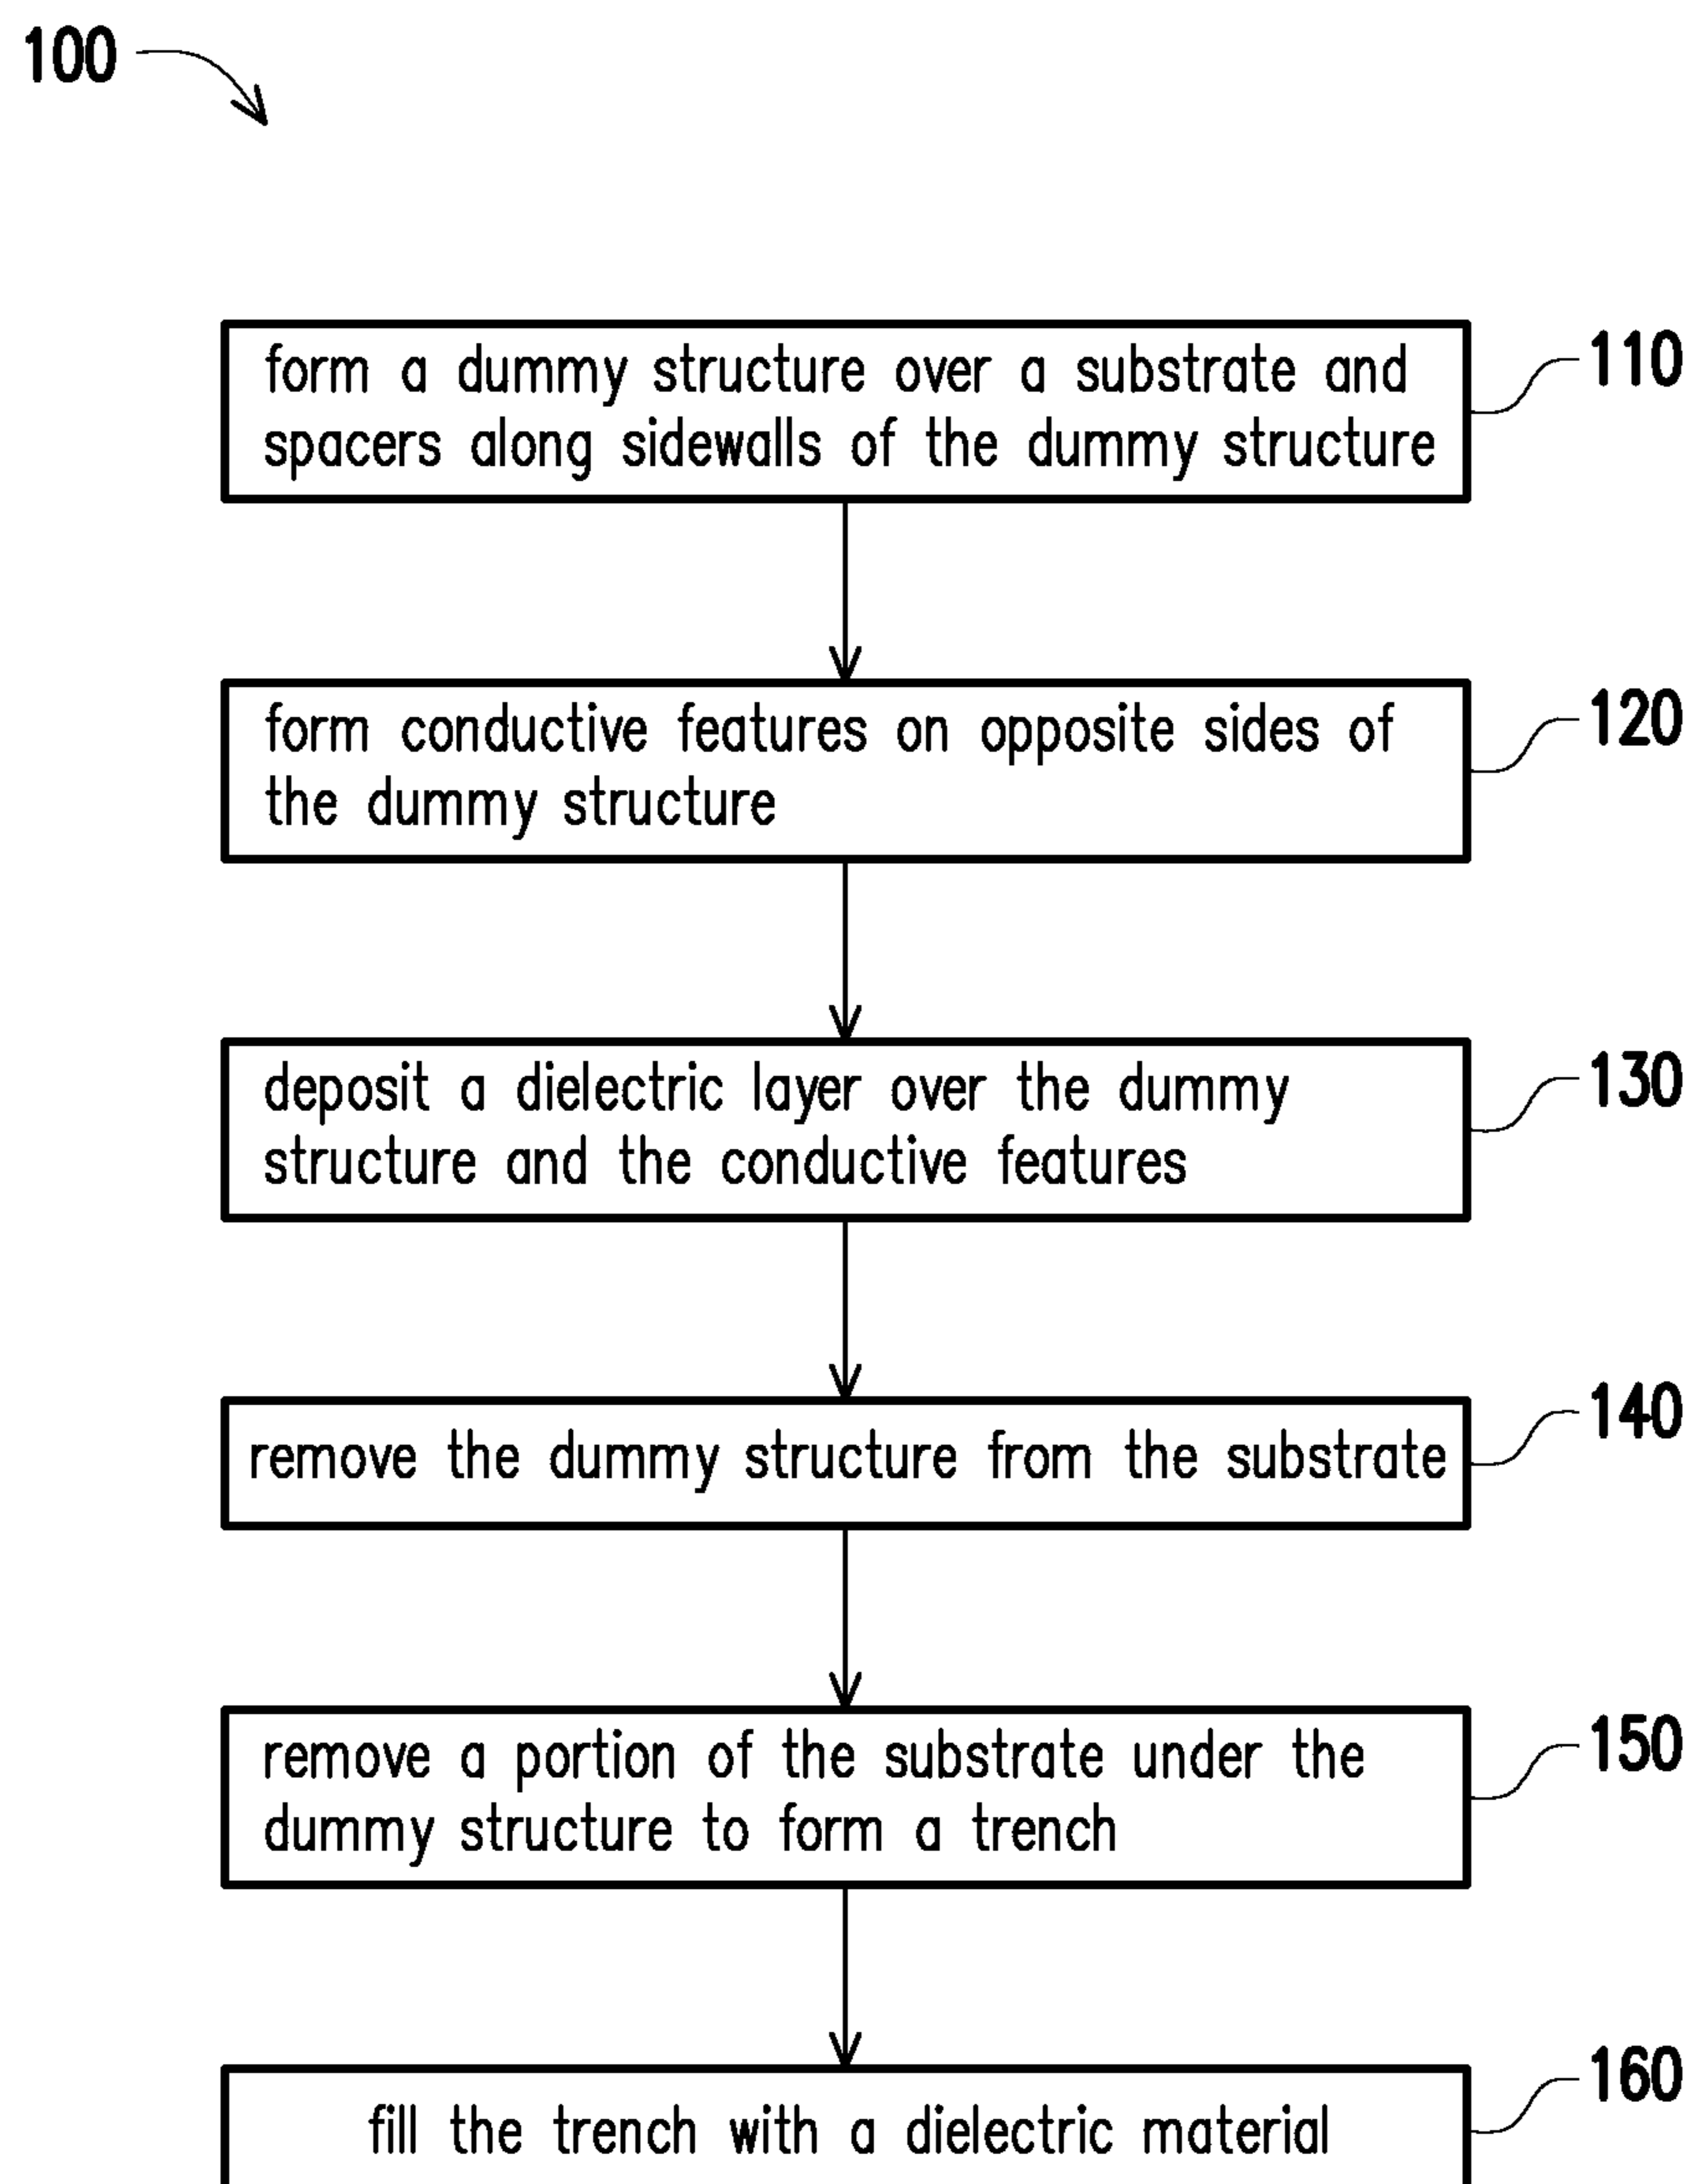 100
form a dummy structure over a substrate and
spacers along sidewalls of the dummy structure
110
form conductive features on opposite sides of
the dummy structure
120
deposit a dielectric layer over the dummy
structure and the conductive features
130
remove the dummy structure from the substrate
140
remove a portion of the substrate under the
dummy structure to form a trench
150
fill the trench with a dielectric material
160